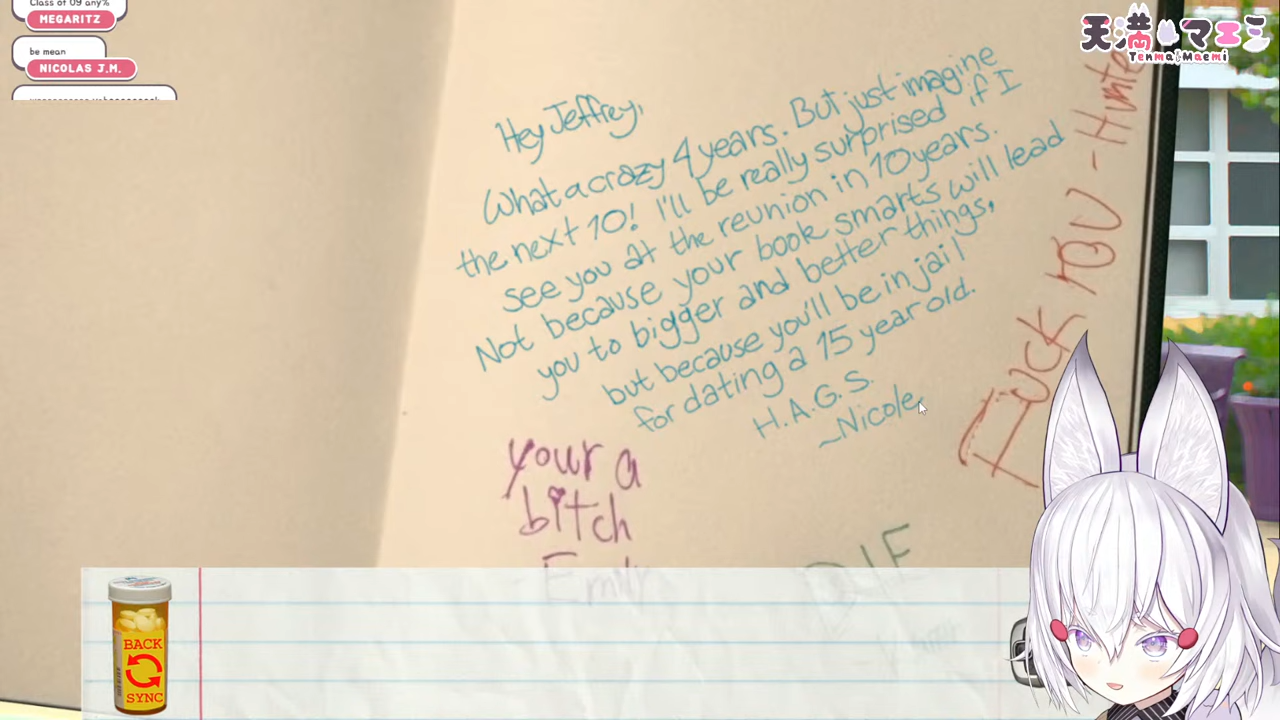 Class of 09 any%
MEGARITZ
be mean
NICOLAS J.M.
天満マエミ
Tenma Maemi
Hey Jeffrey,
What a crazy 4 years. But just imagine
the next 10! I'll be really surprised if I
see you at the reunion in 10 years.
Not because your book smarts will lead
you to bigger and better things,
but because you'll be in jail
for dating a 15 year old.
H.A.G.S.
~Nicole
Fuck YOU - Hunter
your a
bitch
- Emily
DIE
BACK
SYNC